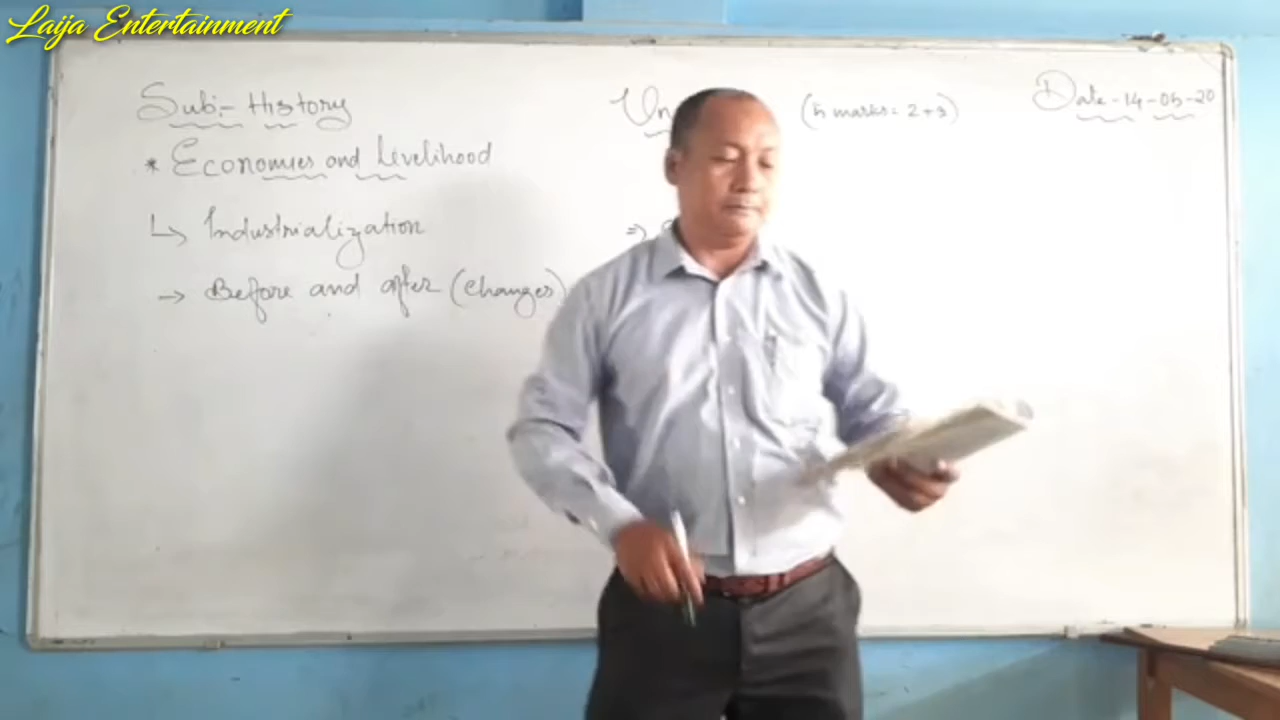 Laija Entertainment
Sub:- History
Un
(5 marks = 2+3)
Date-14-05-20
* Economies and Livelihood
↳ Industrialization
⇒
→ Before and after (Changes)